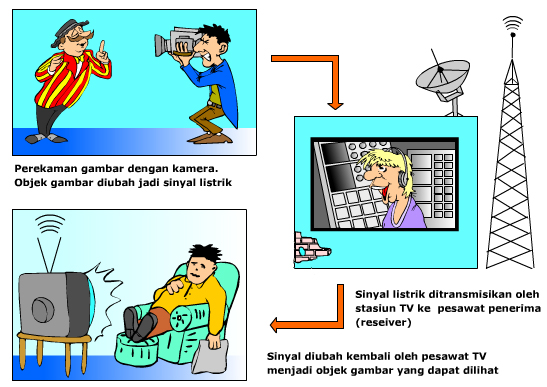 Perekaman gambar dengan kamera.
Objek gambar diubah jadi sinyal listrik
Sinyal listrik ditransmisikan oleh
stasiun TV ke pesawat penerima
(reseiver)
Sinyal diubah kembali oleh pesawat TV
menjadi objek gambar yang dapat dilihat